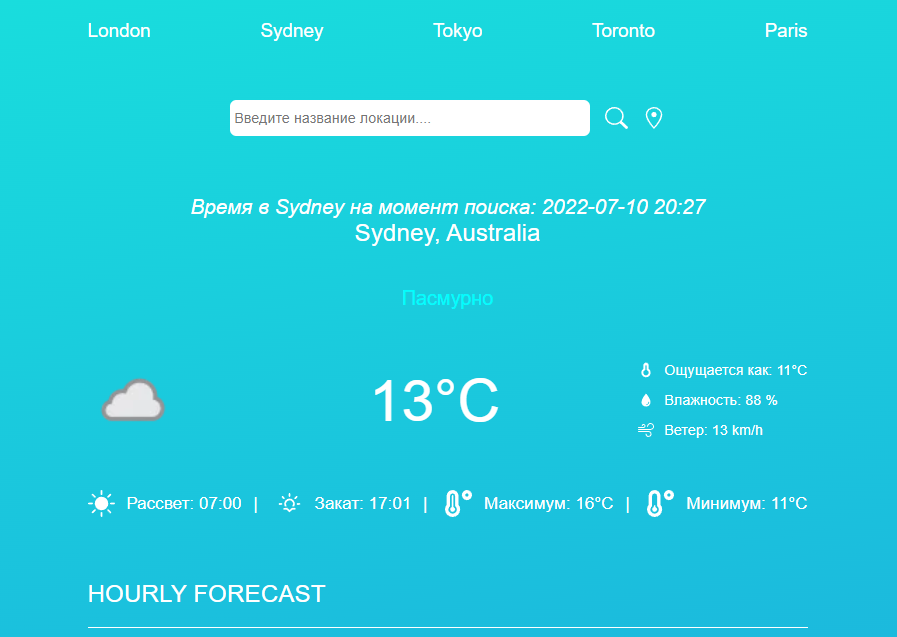 London Sydney Tokyo Toronto Paris
Введите название локации....
Время в Sydney на момент поиска: 2022-07-10 20:27
Sydney, Australia
Пасмурно
13°C
Ощущается как: 11°C
Влажность: 88 %
Ветер: 13 km/h
Рассвет: 07:00 | Закат: 17:01 | Максимум: 16°C | Минимум: 11°C
HOURLY FORECAST